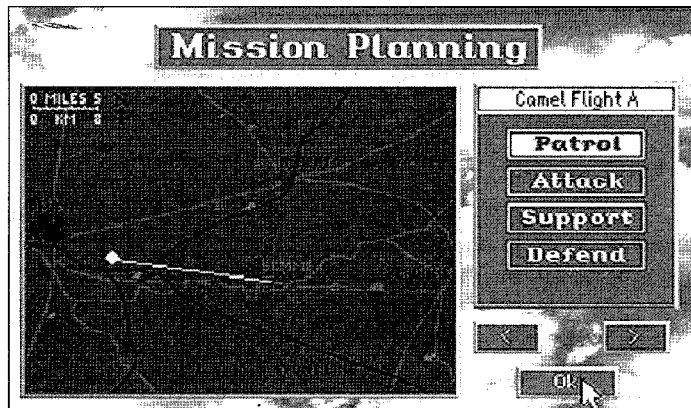 Mission Planning
0 MILES 5
0 KM 8
Camel Flight A
Patrol
Attack
Support
Defend
< >
Ok